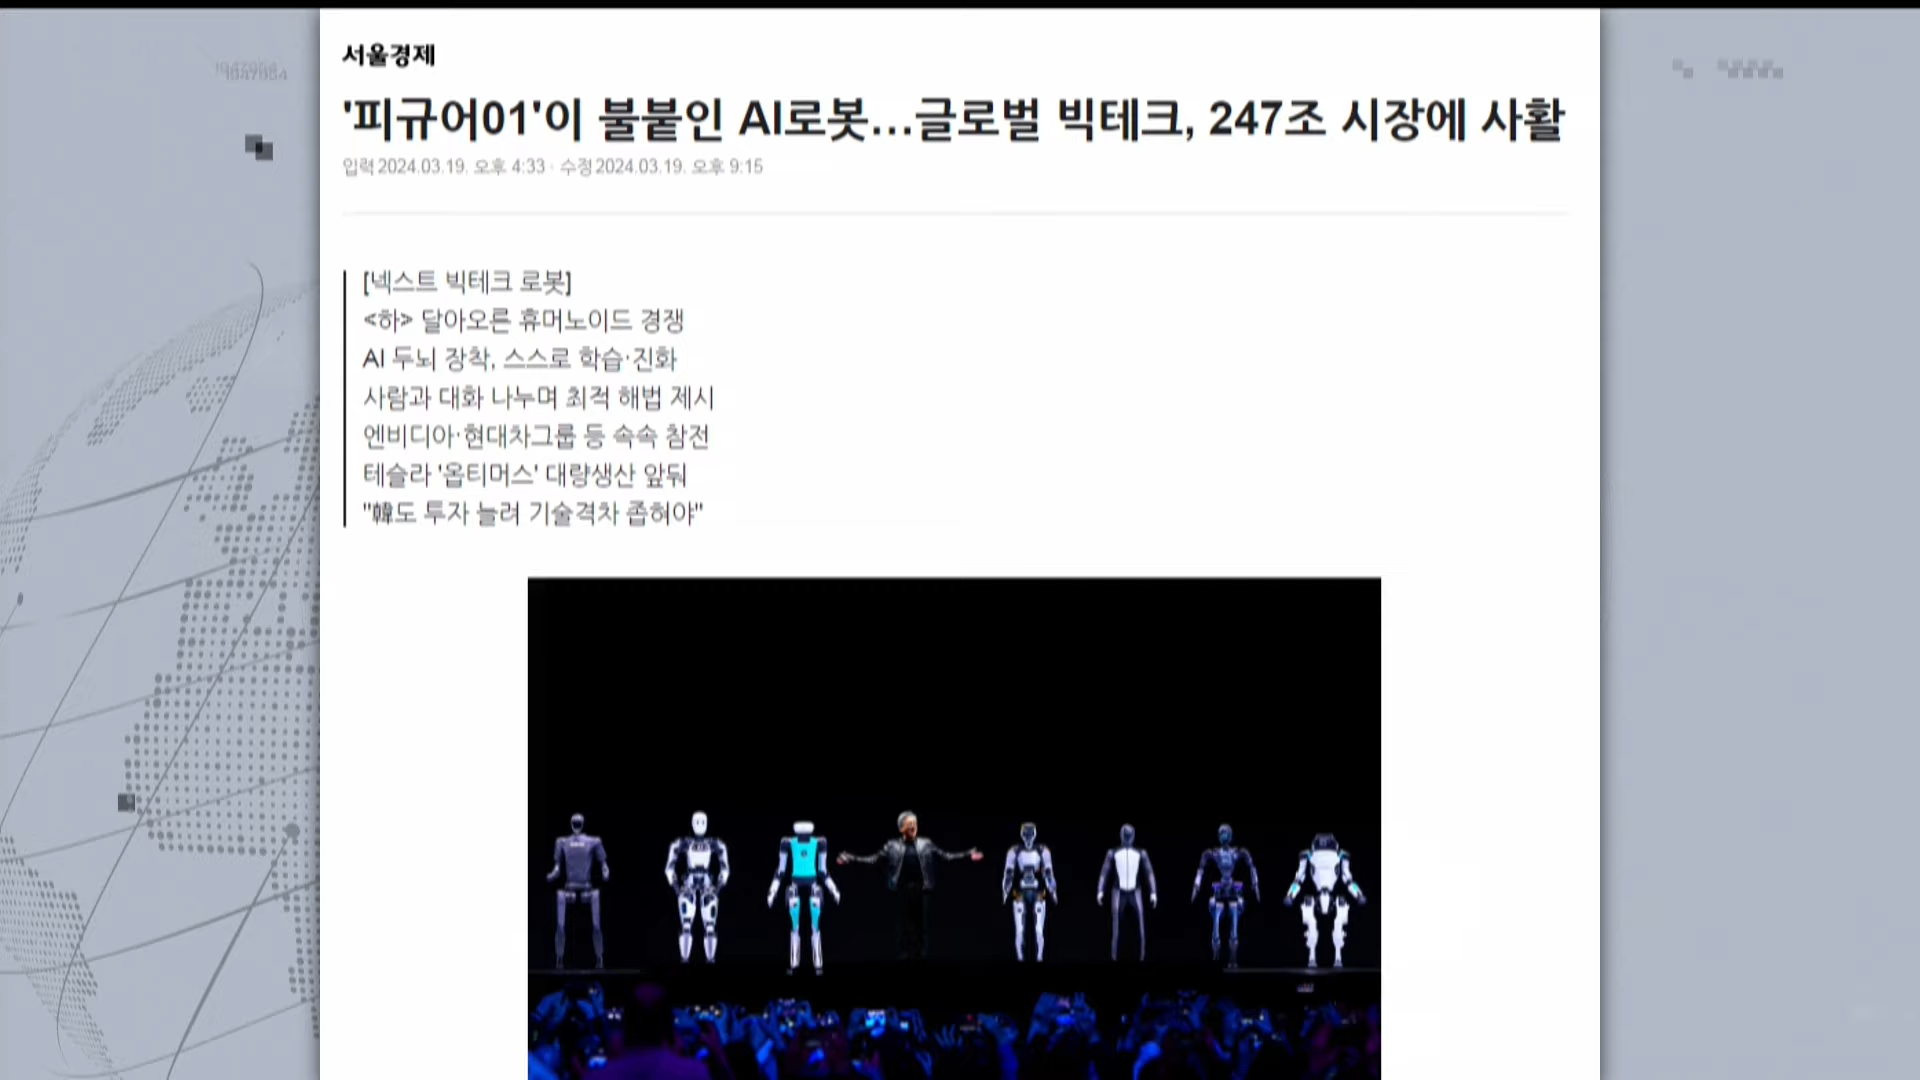 1047954
서울경제
'피규어01'이 불붙인 AI로봇...글로벌 빅테크, 247조 시장에 사활
입력 2024.03.19. 오후 4:33 · 수정 2024.03.19. 오후 9:15
[넥스트 빅테크 로봇]
<하> 달아오른 휴머노이드 경쟁
AI 두뇌 장착, 스스로 학습·진화
사람과 대화 나누며 최적 해법 제시
엔비디아·현대차그룹 등 속속 참전
테슬라 '옵티머스' 대량생산 앞둬
"韓도 투자 늘려 기술격차 좁혀야"